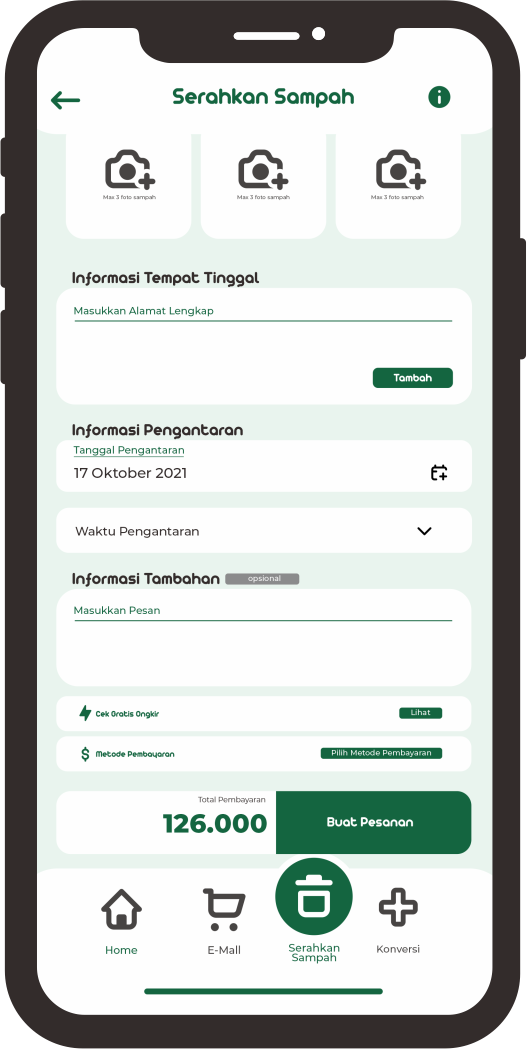 Serahkan Sampah
Max 3 foto sampah
Max 3 foto sampah
Max 3 foto sampah
Informasi Tempat Tinggal
Masukkan Alamat Lengkap
Tambah
Informasi Pengantaran
Tanggal Pengantaran
17 Oktober 2021
Waktu Pengantaran
Informasi Tambahan opsional
Masukkan Pesan
Cek Gratis Ongkir Lihat
Metode Pembayaran Pilih Metode Pembayaran
Total Pembayaran
126.000
Buat Pesanan
Home
E-Mall
Serahkan
Sampah
Konversi